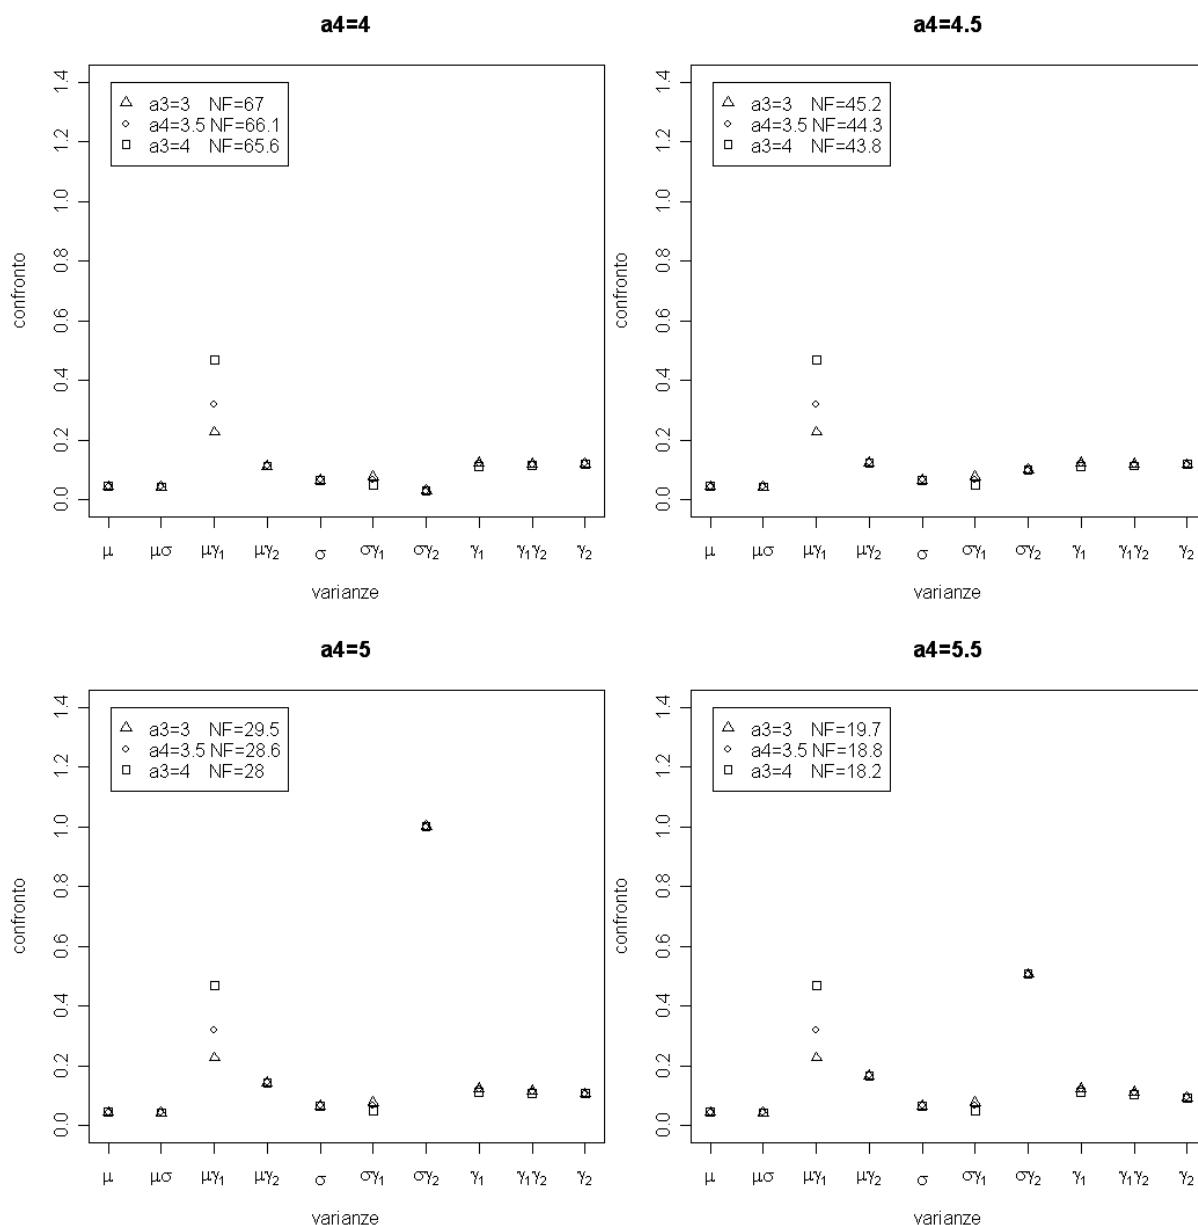 a4=4
a3=3 NF=67
a4=3.5 NF=66.1
a3=4 NF=65.6
confronto
1.4
1.2
1.0
0.8
0.6
0.4
0.2
0.0
μ μσ μγ₁ μγ₂ σ σγ₁ σγ₂ γ₁ γ₁γ₂ γ₂
varianze
a4=4.5
a3=3 NF=45.2
a4=3.5 NF=44.3
a3=4 NF=43.8
confronto
1.4
1.2
1.0
0.8
0.6
0.4
0.2
0.0
μ μσ μγ₁ μγ₂ σ σγ₁ σγ₂ γ₁ γ₁γ₂ γ₂
varianze
a4=5
a3=3 NF=29.5
a4=3.5 NF=28.6
a3=4 NF=28
confronto
1.4
1.2
1.0
0.8
0.6
0.4
0.2
0.0
μ μσ μγ₁ μγ₂ σ σγ₁ σγ₂ γ₁ γ₁γ₂ γ₂
varianze
a4=5.5
a3=3 NF=19.7
a4=3.5 NF=18.8
a3=4 NF=18.2
confronto
1.4
1.2
1.0
0.8
0.6
0.4
0.2
0.0
μ μσ μγ₁ μγ₂ σ σγ₁ σγ₂ γ₁ γ₁γ₂ γ₂
varianze